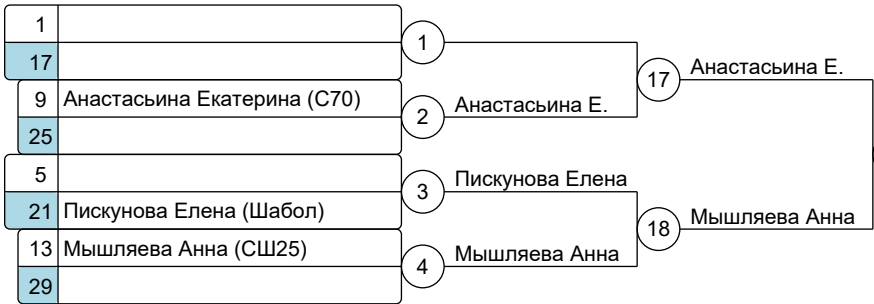 1
17
1
9 Анастасьина Екатерина (С70)
25
2
Анастасьина Е.
17
Анастасьина Е.
5
21 Пискунова Елена (Шабол)
3
Пискунова Елена
13 Мышляева Анна (СШ25)
29
4
Мышляева Анна
18
Мышляева Анна